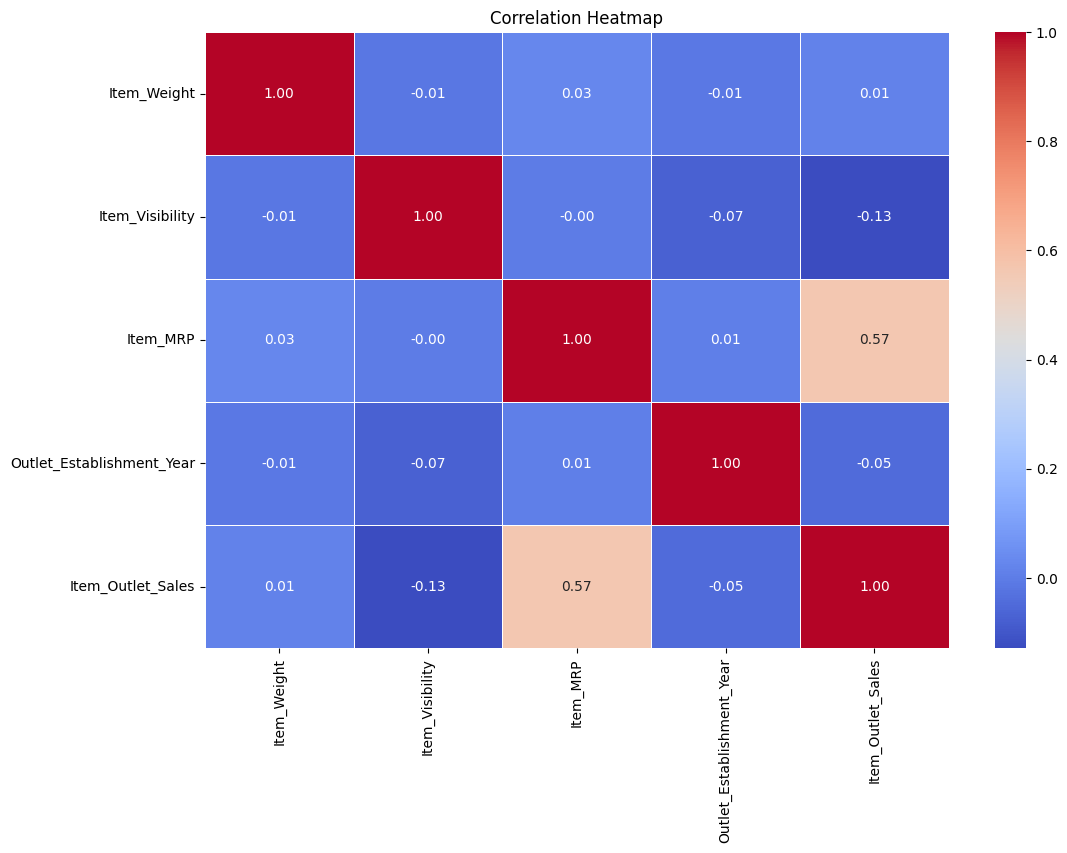 Correlation Heatmap
Item_Weight 1.00 -0.01 0.03 -0.01 0.01
Item_Visibility -0.01 1.00 -0.00 -0.07 -0.13
Item_MRP 0.03 -0.00 1.00 0.01 0.57
Outlet_Establishment_Year -0.01 -0.07 0.01 1.00 -0.05
Item_Outlet_Sales 0.01 -0.13 0.57 -0.05 1.00
Item_Weight
Item_Visibility
Item_MRP
Outlet_Establishment_Year
Item_Outlet_Sales
1.0
0.8
0.6
0.4
0.2
0.0